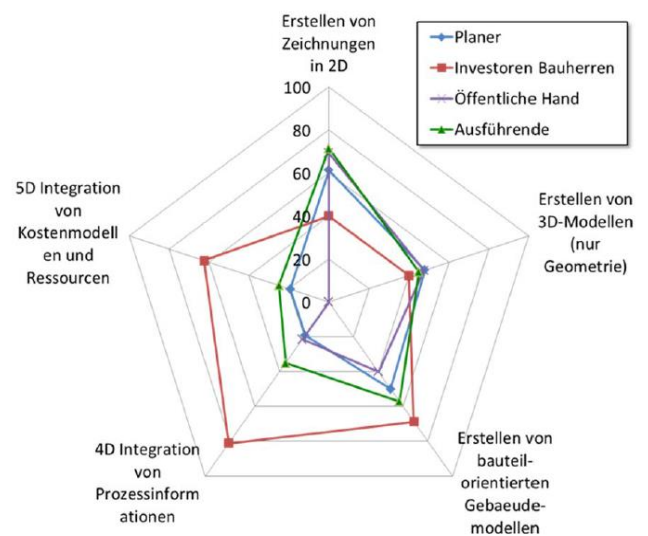 Erstellen von
Zeichnungen
in 2D
Planer
Investoren Bauherren
Öffentliche Hand
Ausführende
100
80
60
40
20
0
5D Integration
von
Kostenmodell
en und
Ressourcen
Erstellen von
3D-Modellen
(nur
Geometrie)
4D Integration
von
Prozessinform
ationen
Erstellen von
bauteil-
orientierten
Gebaeude-
modellen